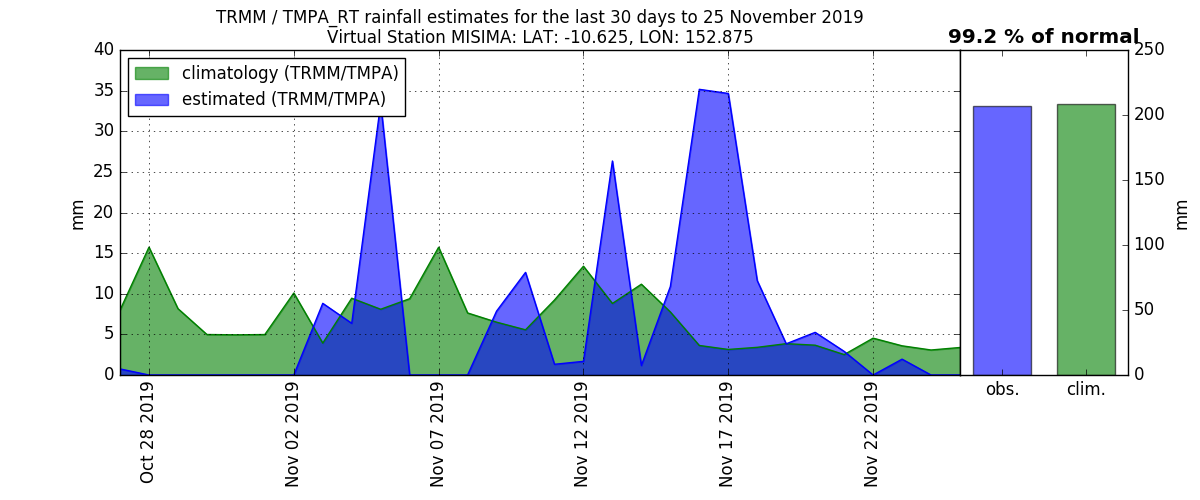 TRMM / TMPA_RT rainfall estimates for the last 30 days to 25 November 2019
Virtual Station MISIMA: LAT: -10.625, LON: 152.875
99.2 % of normal
climatology (TRMM/TMPA)
estimated (TRMM/TMPA)
mm
40
35
30
25
20
15
10
5
0
Oct 28 2019
Nov 02 2019
Nov 07 2019
Nov 12 2019
Nov 17 2019
Nov 22 2019
250
200
150
100
50
0
mm
obs.
clim.